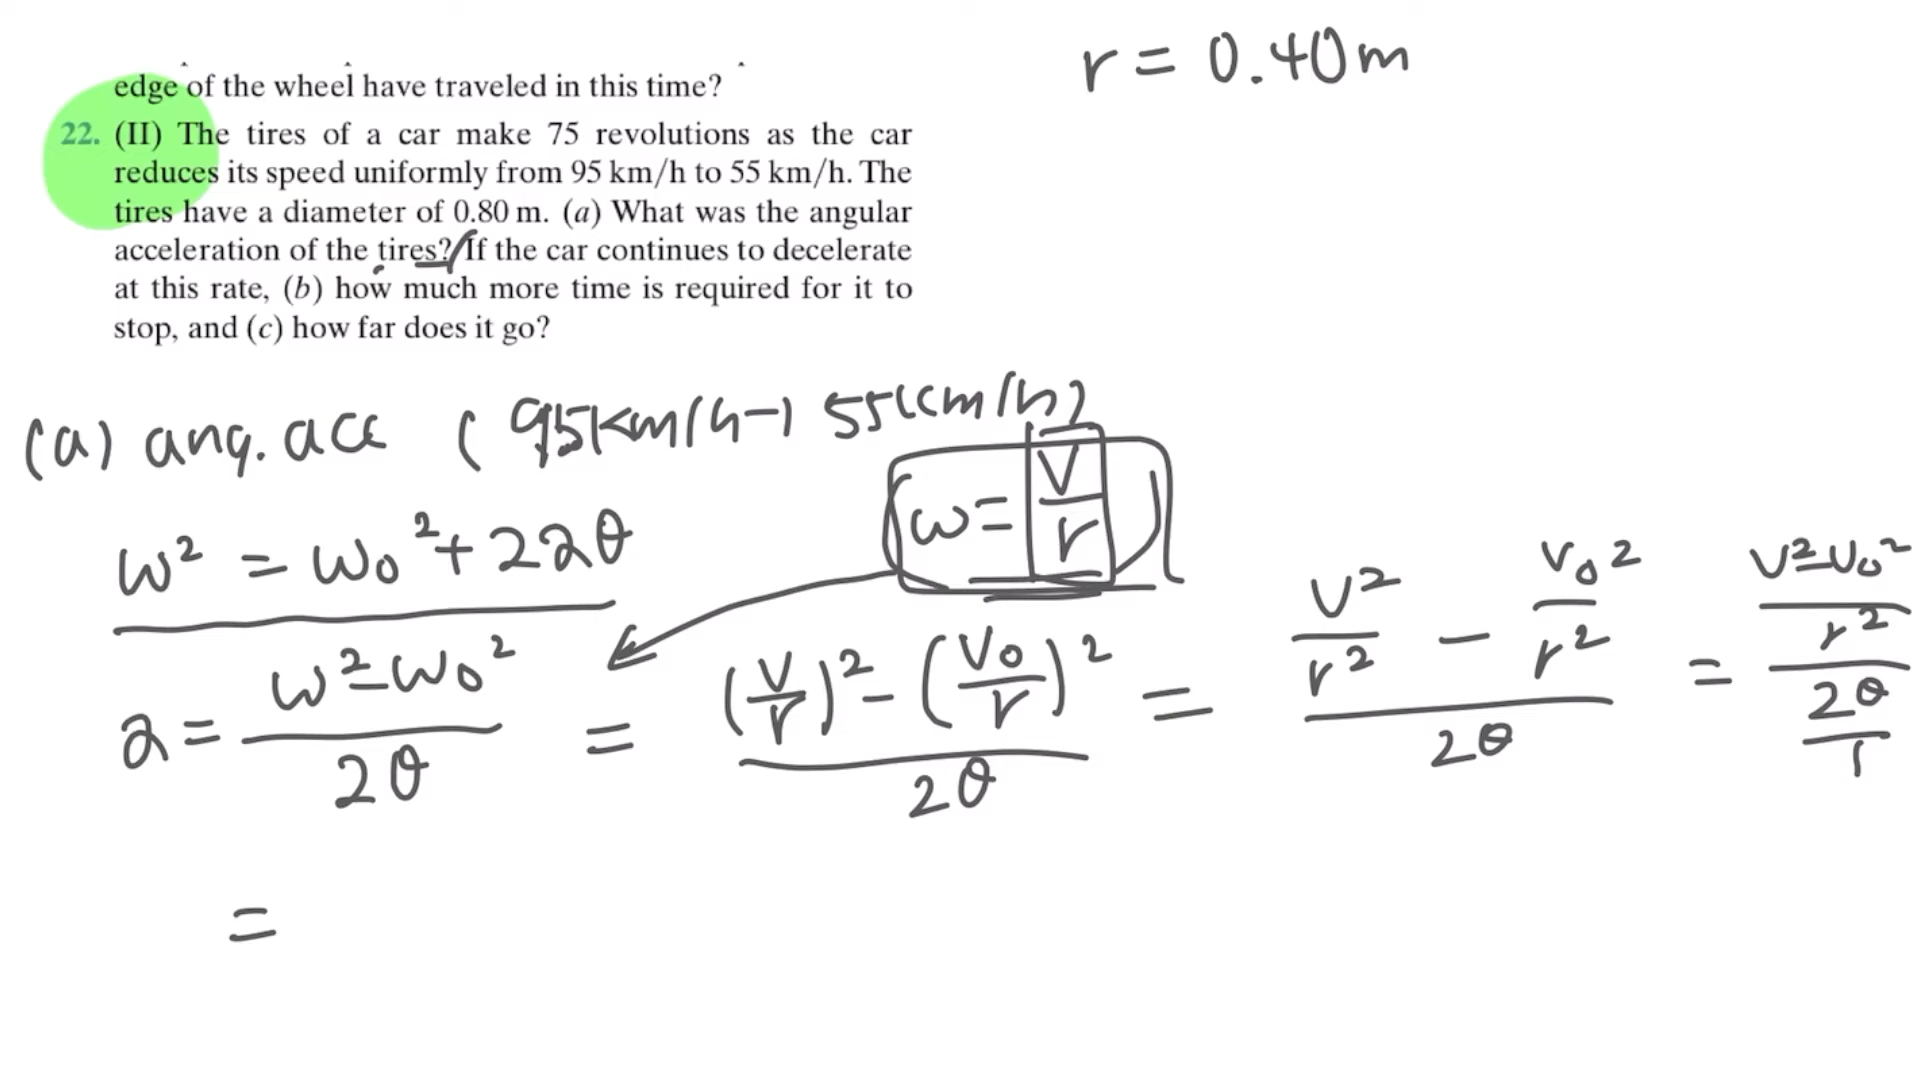 r = 0.40m
edge of the wheel have traveled in this time?
22. (II) The tires of a car make 75 revolutions as the car
reduces its speed uniformly from 95 km/h to 55 km/h. The
tires have a diameter of 0.80 m. (a) What was the angular
acceleration of the tires? If the car continues to decelerate
at this rate, (b) how much more time is required for it to
stop, and (c) how far does it go?
(a) ang. acc ( 95km/h → 55km/h)
(ω = v/r)
ω² = ω₀² + 2αθ
α = (ω² - ω₀²)/2θ = ((v/r)² - (v₀/r)²)/2θ = (v²/r² - v₀²/r²)/2θ = ((v² - v₀²)/r²)/(2θ/1)
=